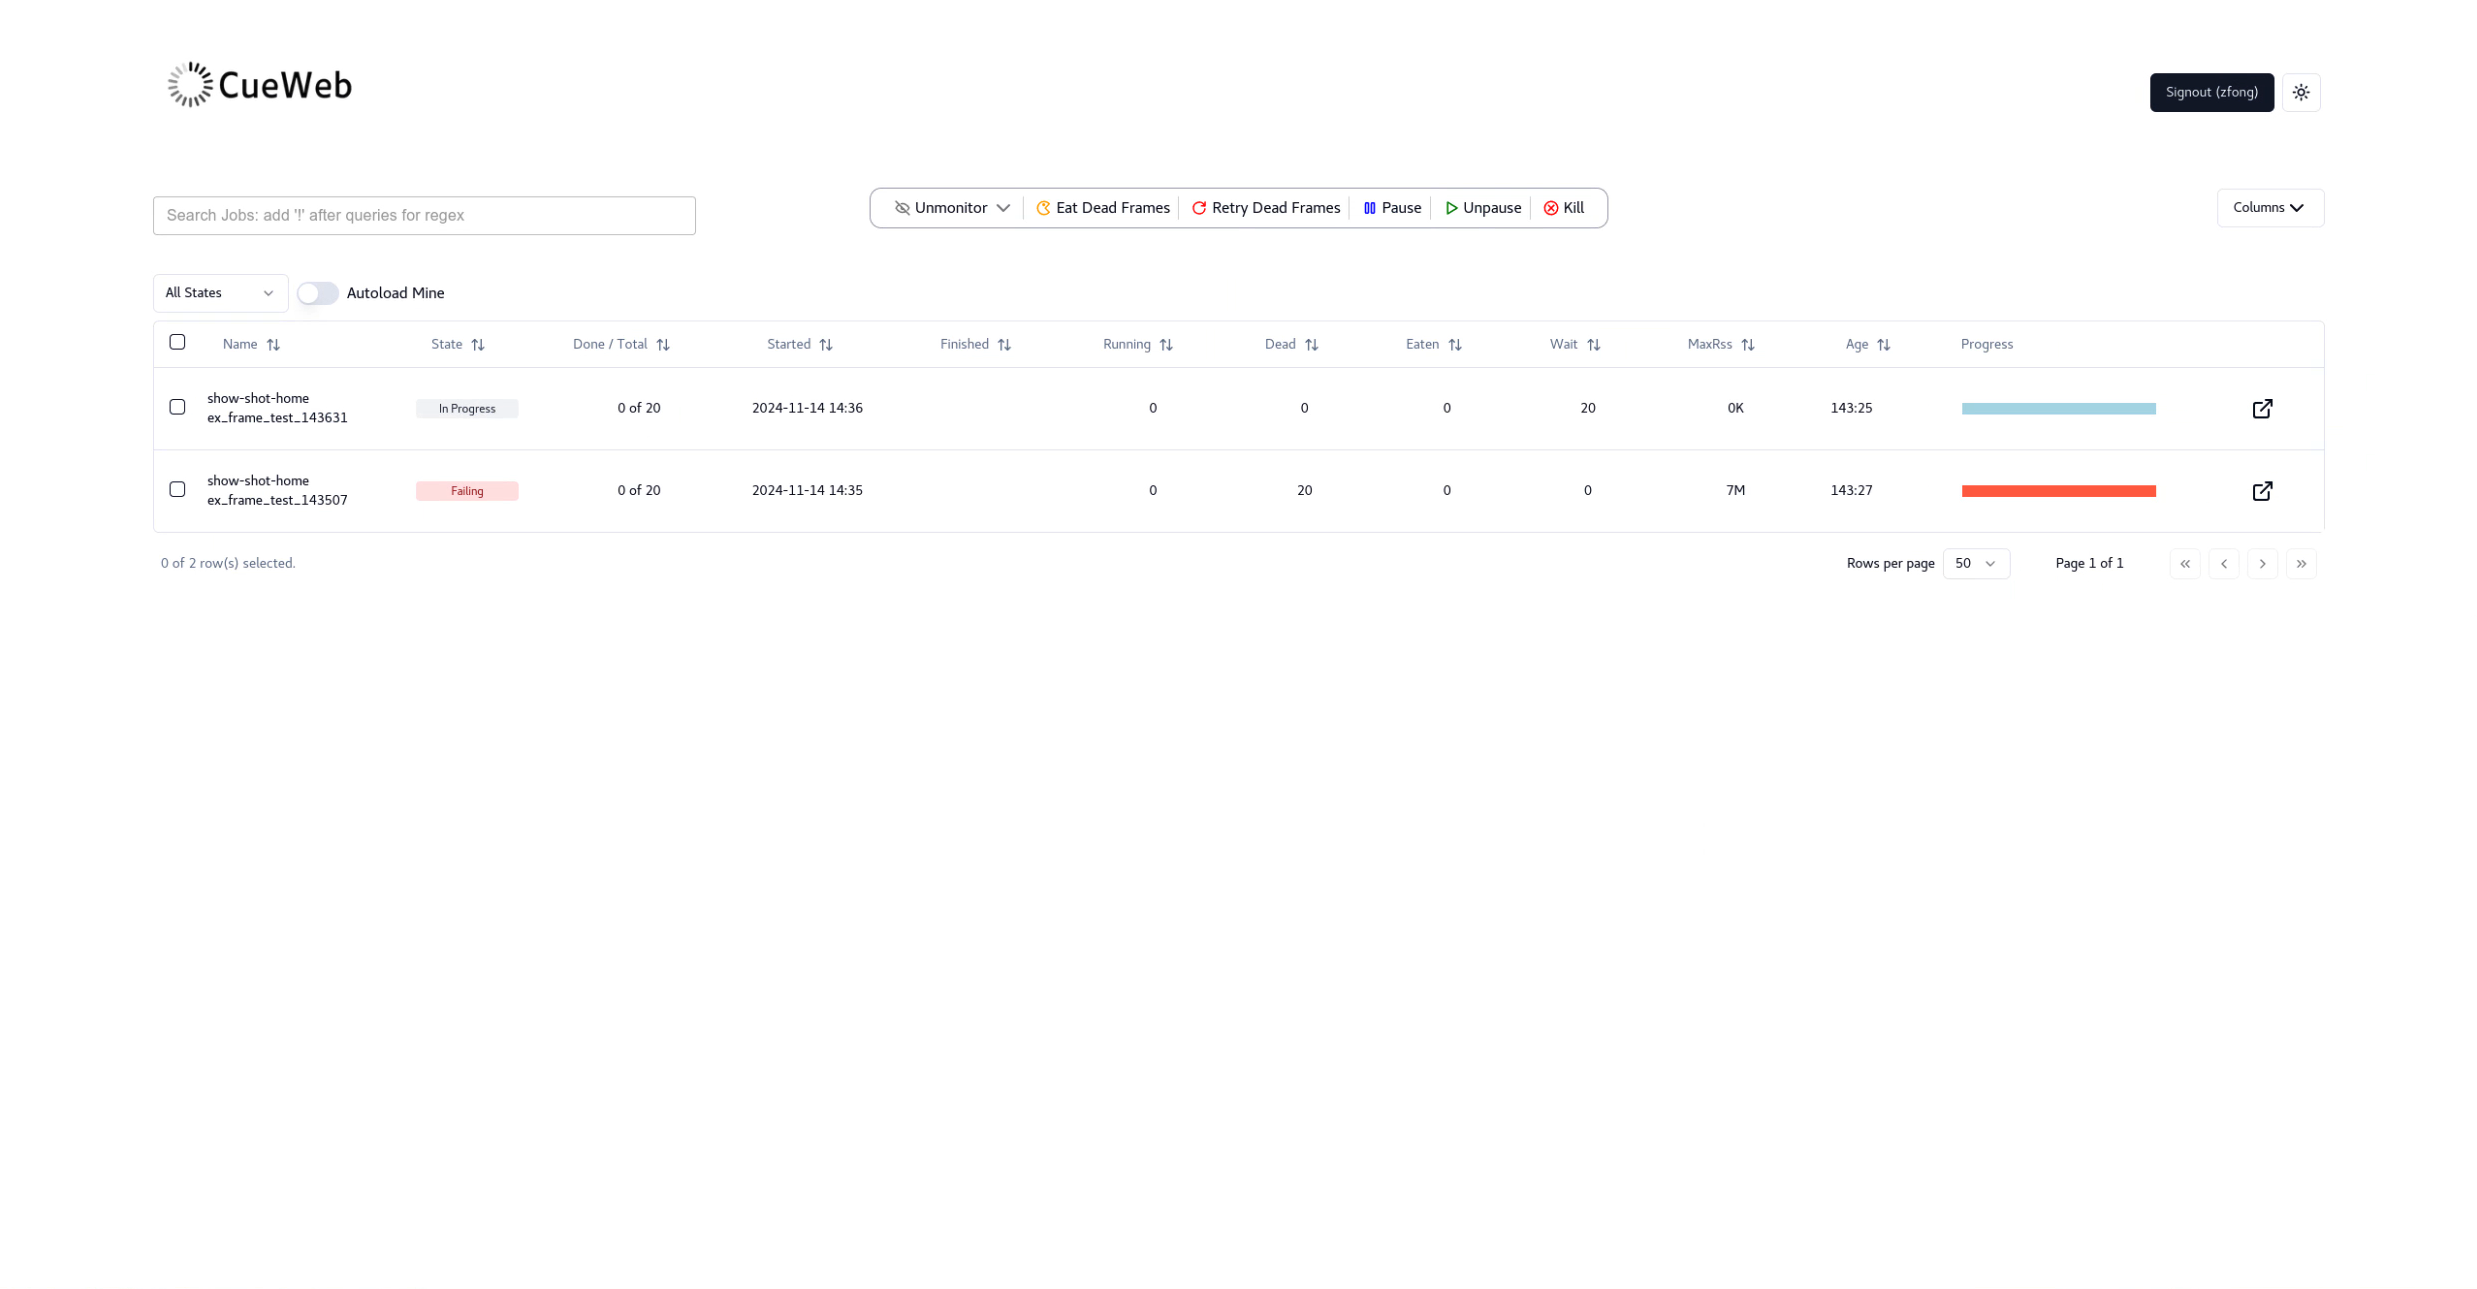 CueWeb
Signout (zfong)
Search Jobs: add '!' after queries for regex
Unmonitor Eat Dead Frames Retry Dead Frames Pause Unpause Kill
Columns
All States Autoload Mine
Name State Done / Total Started Finished Running Dead Eaten Wait MaxRss Age Progress
show-shot-home
ex_frame_test_143631 In Progress 0 of 20 2024-11-14 14:36 0 0 0 20 0K 143:25
show-shot-home
ex_frame_test_143507 Failing 0 of 20 2024-11-14 14:35 0 20 0 0 7M 143:27
0 of 2 row(s) selected. Rows per page 50 Page 1 of 1